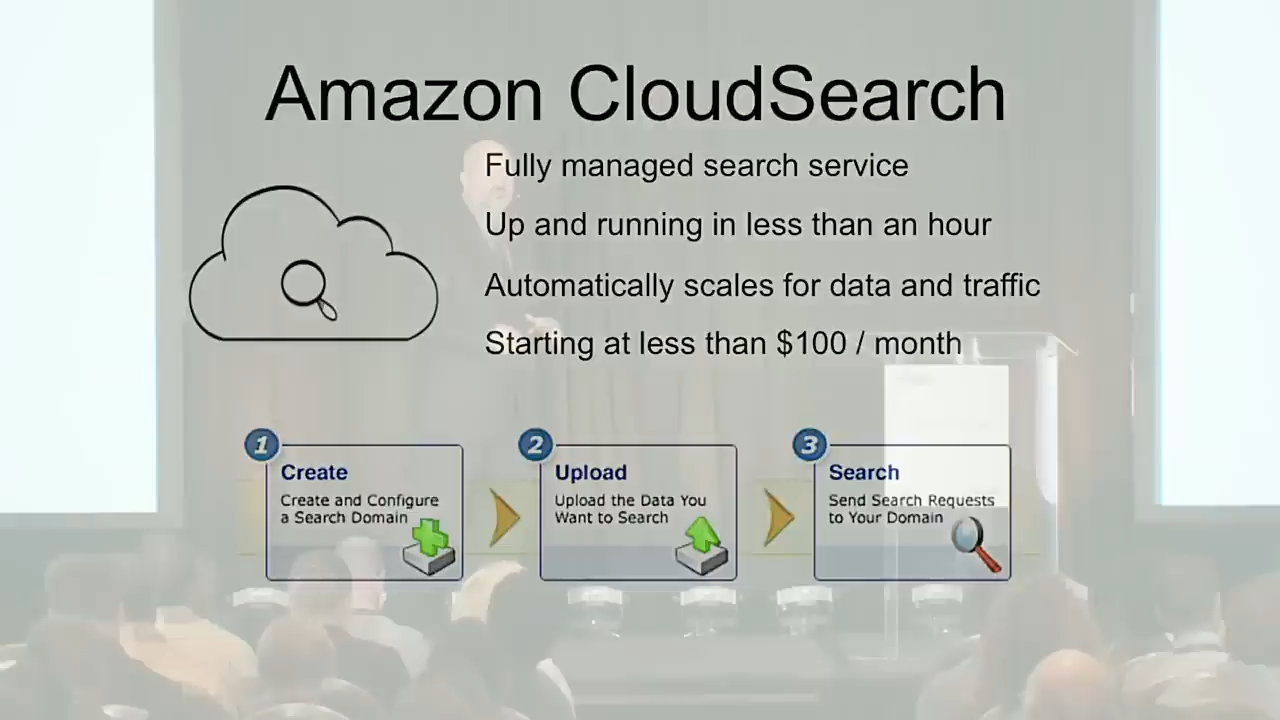 Amazon CloudSearch
Fully managed search service
Up and running in less than an hour
Automatically scales for data and traffic
Starting at less than $100 / month
1
Create
Create and Configure
a Search Domain
2
Upload
Upload the Data You
Want to Search
3
Search
Send Search Requests
to Your Domain